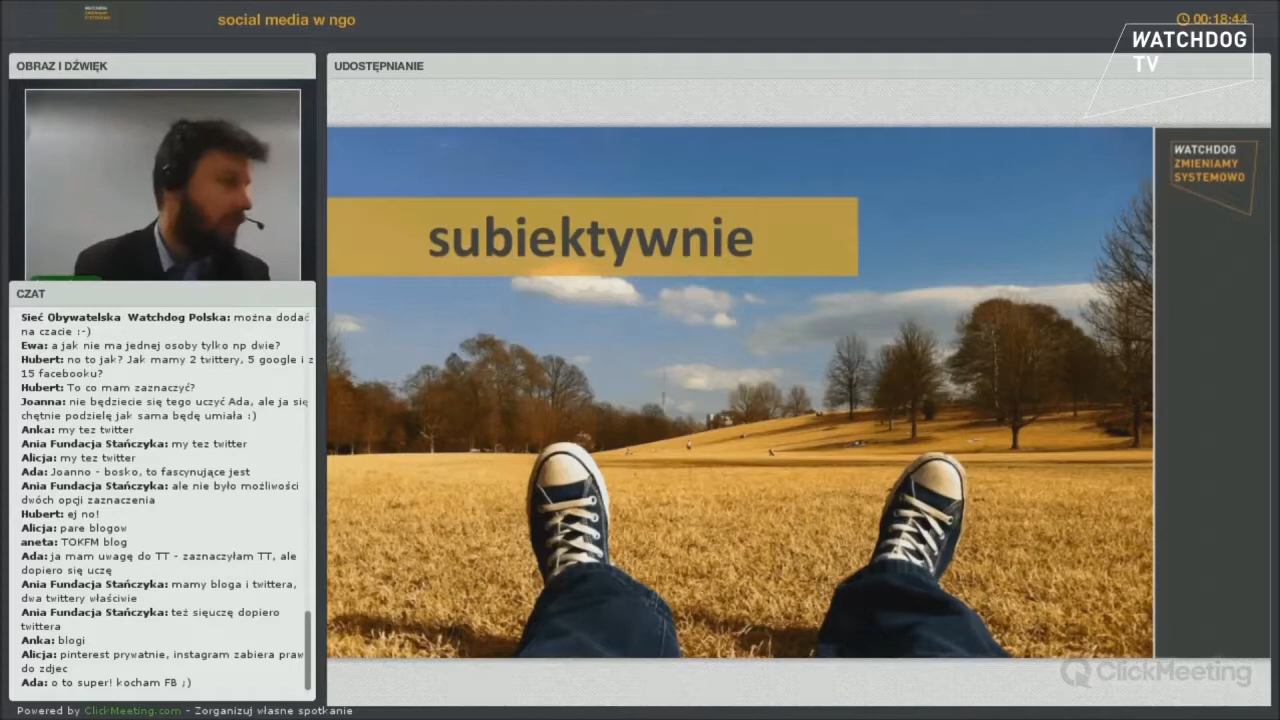 WATCHDOG
ZMIENIAMY
SYSTEMOWO
social media w ngo
00:18:44
WATCHDOG
TV
OBRAZ I DŹWIĘK
UDOSTĘPNIANIE
subiektywnie
WATCHDOG
ZMIENIAMY
SYSTEMOWO
CZAT
Sieć Obywatelska Watchdog Polska: można dodać
na czacie :-)
Ewa: a jak nie ma jednej osoby tylko np dwie?
Hubert: no to jak? Jak mamy 2 twittery, 5 google i z
15 facebooku?
Hubert: To co mam zaznaczyć?
Joanna: nie będziecie się tego uczyć Ada, ale ja się
chętnie podzielę jak sama będę umiała :)
Anka: my tez twitter
Ania Fundacja Stańczyka: my tez twitter
Alicja: my tez twitter
Ada: Joanno - bosko, to fascynujące jest
Ania Fundacja Stańczyka: ale nie było możliwości
dwóch opcji zaznaczenia
Hubert: ej no!
Alicja: pare blogow
aneta: TOKFM blog
Ada: ja mam uwagę do TT - zaznaczyłam TT, ale
dopiero się uczę
Ania Fundacja Stańczyka: mamy bloga i twittera,
dwa twittery właściwie
Ania Fundacja Stańczyka: też sięuczę dopiero
twittera
Anka: blogi
Alicja: pinterest prywatnie, instagram zabiera praw
do zdjec
Ada: o to super! kocham FB ;)
ClickMeeting
Powered by ClickMeeting.com - Zorganizuj własne spotkanie